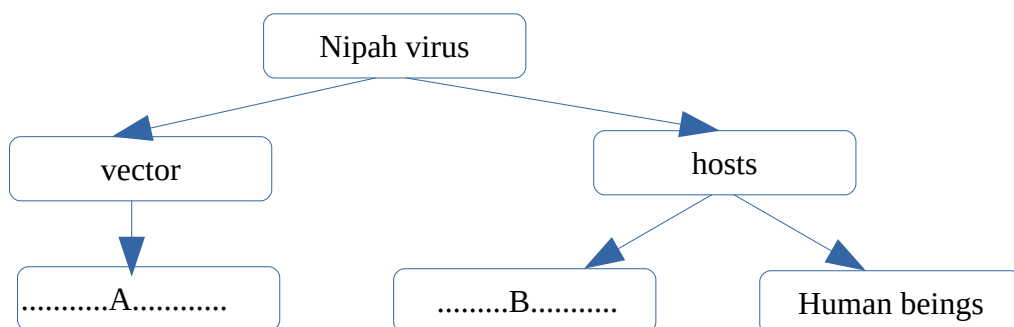 Nipah virus
vector
hosts
...........A............
.........B...........
Human beings